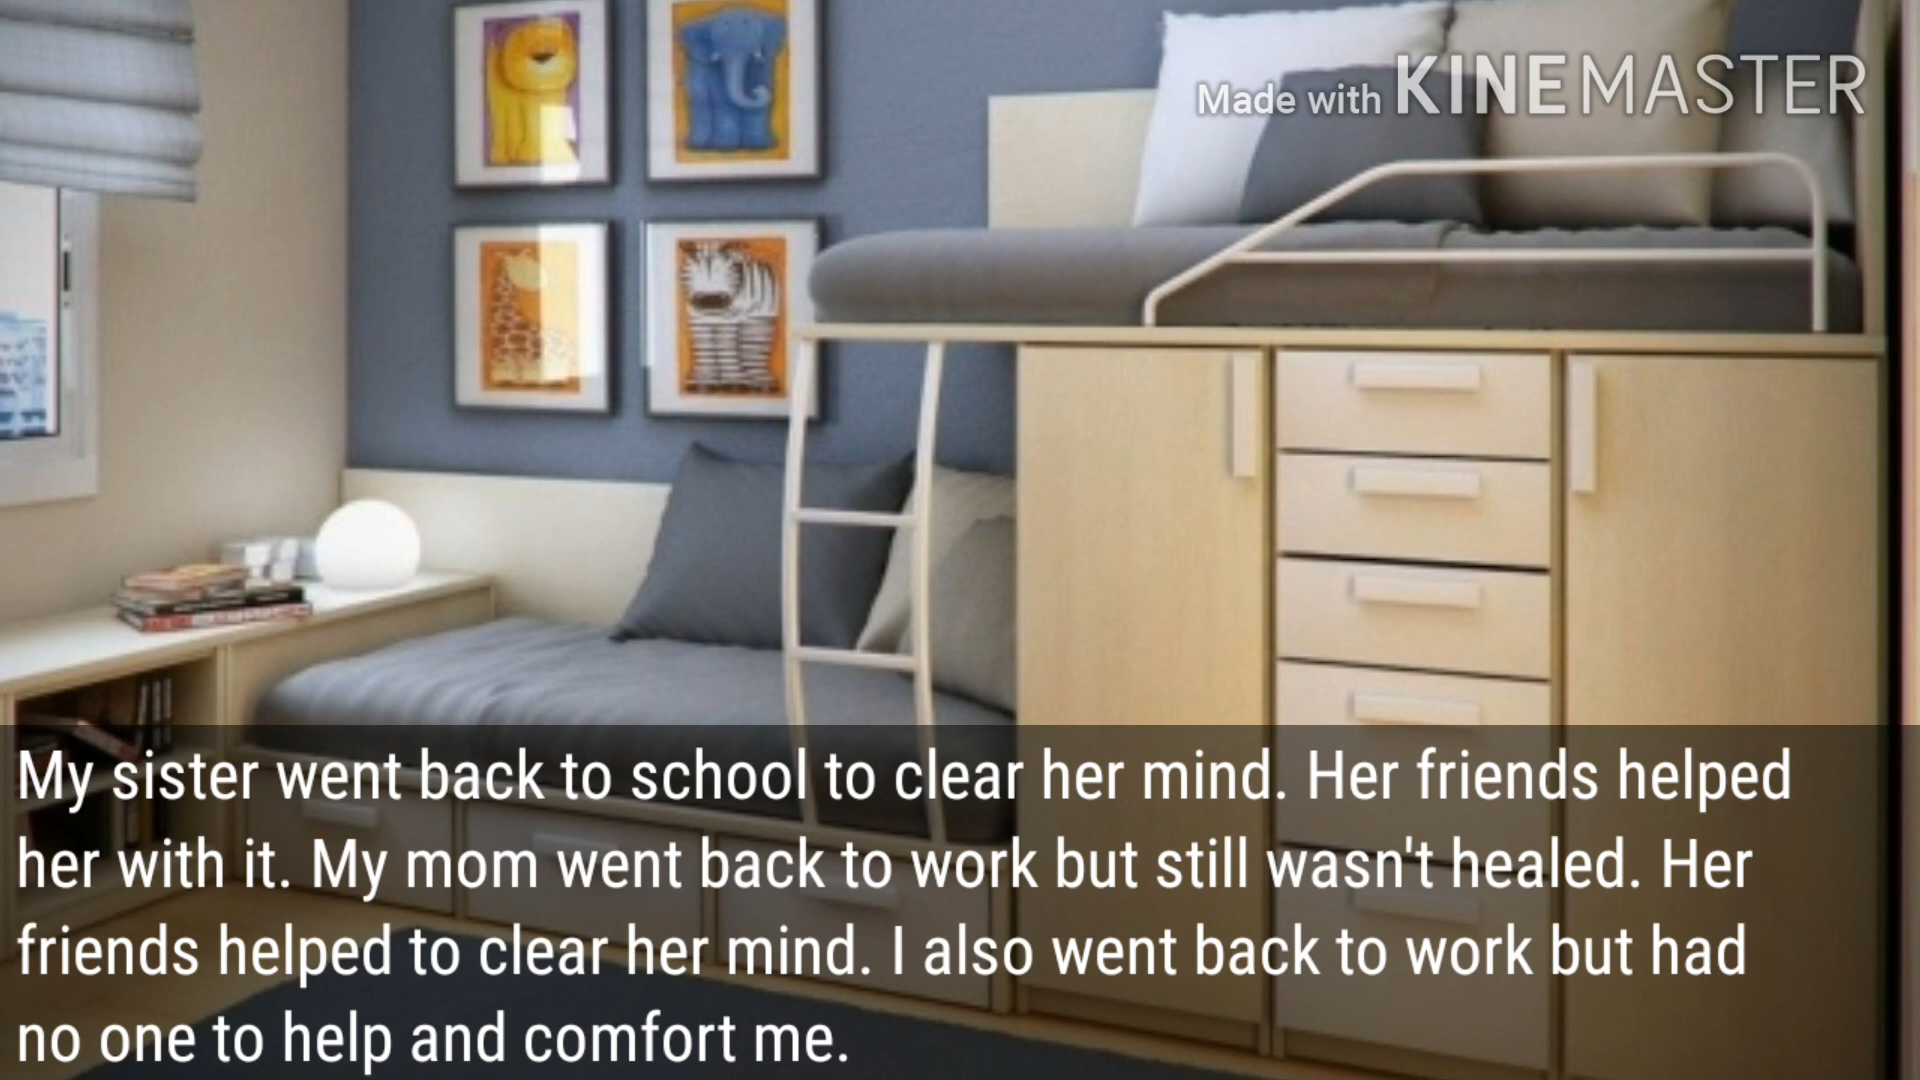 Made with KINEMASTER
My sister went back to school to clear her mind. Her friends helped
her with it. My mom went back to work but still wasn't healed. Her
friends helped to clear her mind. I also went back to work but had
no one to help and comfort me.